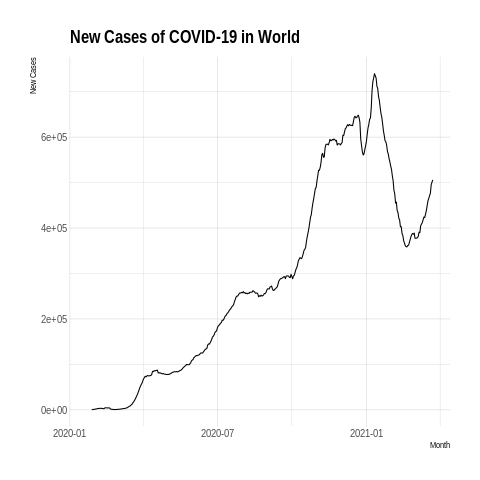 New Cases of COVID-19 in World
New Cases
6e+05
4e+05
2e+05
0e+00
2020-01
2020-07
2021-01
Month